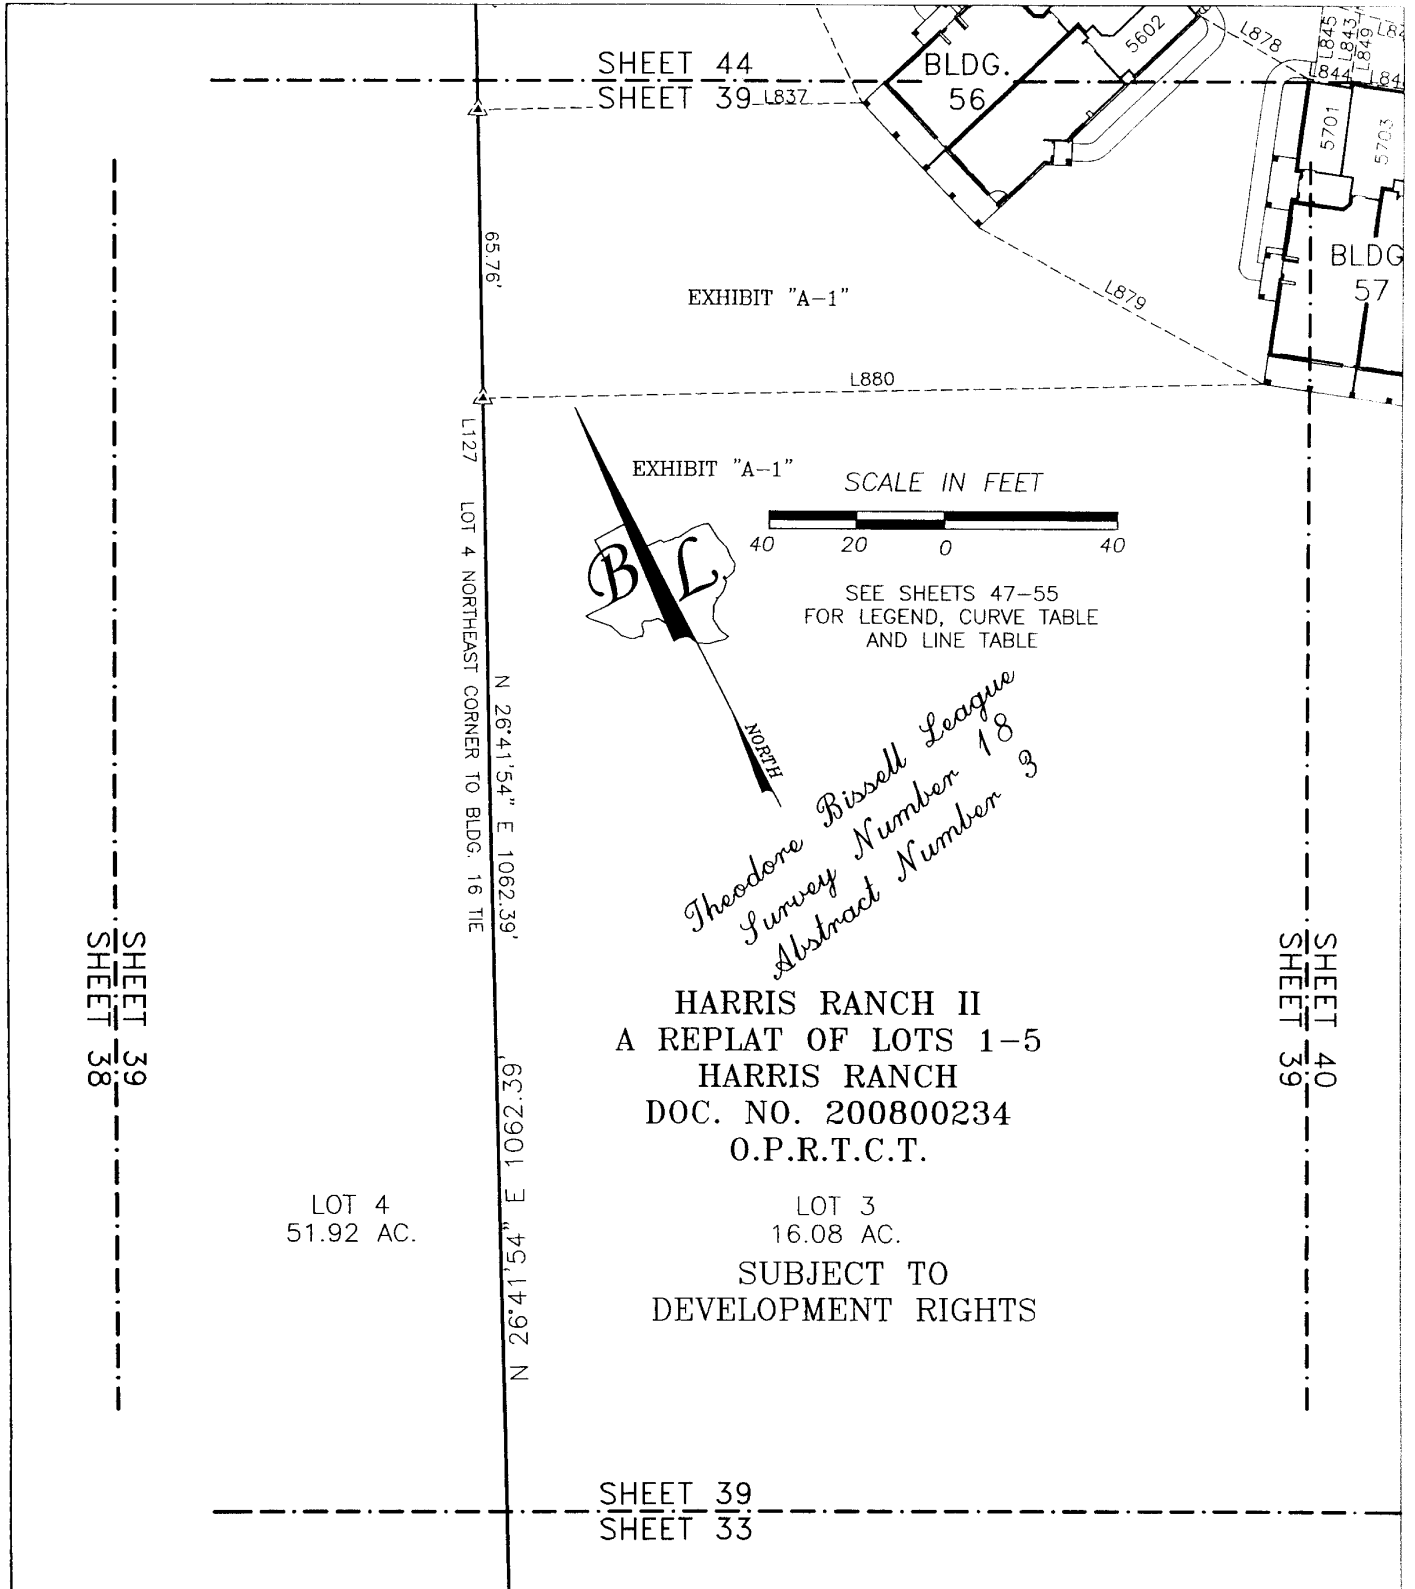 SHEET 44
SHEET 39
L837
BLDG.
56
5602
L878
L845
L843
L849
L844
5701
5703
BLDG
57
65.76'
EXHIBIT "A-1"
L879
L880
L127
LOT 4 NORTHEAST CORNER TO BLDG. 16 TIE
EXHIBIT "A-1"
SCALE IN FEET
40 20 0 40
B L
SEE SHEETS 47-55
FOR LEGEND, CURVE TABLE
AND LINE TABLE
NORTH
N 26°41'54" E 1062.39'
Theodore Bissell League
Survey Number 18
Abstract Number 3
SHEET 39
SHEET 38
SHEET 40
SHEET 39
HARRIS RANCH II
A REPLAT OF LOTS 1-5
HARRIS RANCH
DOC. NO. 200800234
O.P.R.T.C.T.
N 26°41'54" E 1062.39'
LOT 4
51.92 AC.
LOT 3
16.08 AC.
SUBJECT TO
DEVELOPMENT RIGHTS
SHEET 39
SHEET 33